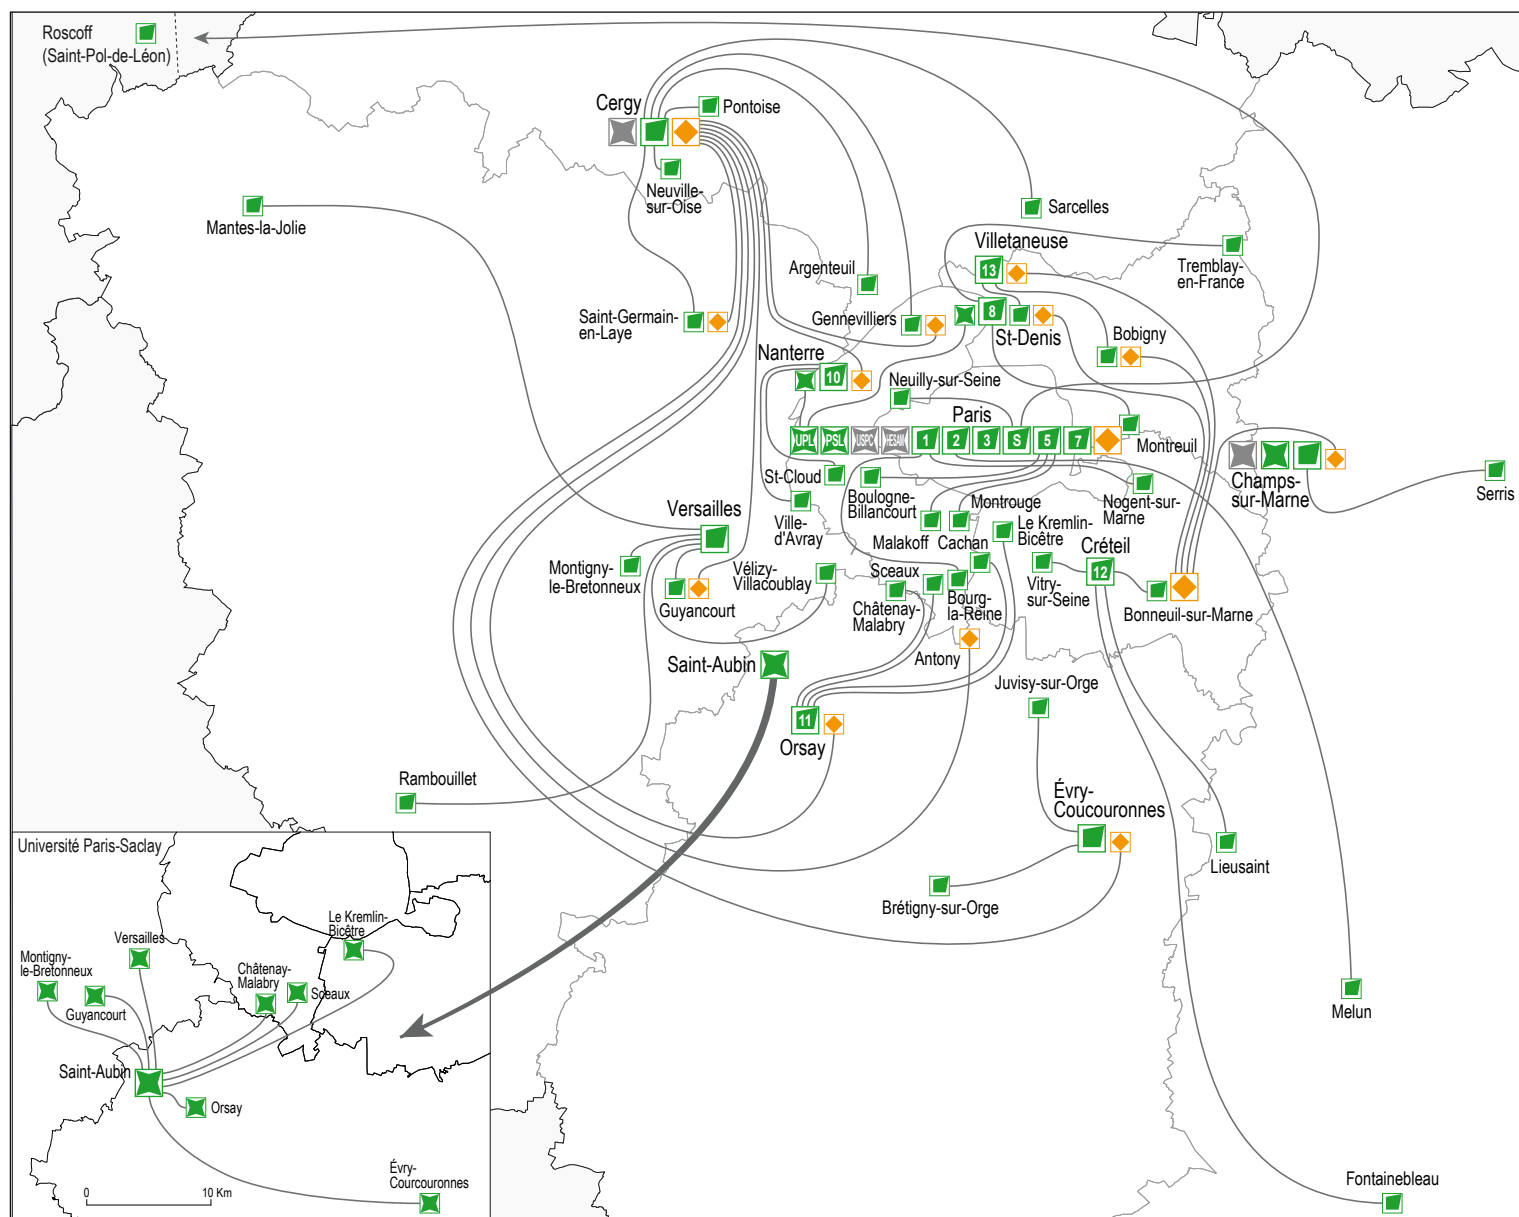 Roscoff
(Saint-Pol-de-Léon)
Cergy
Pontoise
Neuville-
sur-Oise
Mantes-la-Jolie
Sarcelles
Villetaneuse
13
Tremblay-
en-France
Argenteuil
Saint-Germain-
en-Laye
Gennevilliers
8
St-Denis
Bobigny
Nanterre
10
Neuilly-sur-Seine
Paris
UPL
PSL
USPC
HESAM
1
2
3
S
5
7
Montreuil
Champs-
sur-Marne
Serris
St-Cloud
Boulogne-
Billancourt
Montrouge
Nogent-sur-
Marne
Versailles
Ville-
d'Avray
Malakoff
Cachan
Le Kremlin-
Bicêtre
Créteil
12
Montigny-
le-Bretonneux
Vélizy-
Villacoublay
Sceaux
Vitry-
sur-Seine
Guyancourt
Châtenay-
Malabry
Bourg-
la-Reine
Bonneuil-sur-Marne
Saint-Aubin
Antony
Juvisy-sur-Orge
11
Orsay
Rambouillet
Évry-
Coucouronnes
Lieusaint
Brétigny-sur-Orge
Melun
Fontainebleau
Université Paris-Saclay
Le Kremlin-
Bicêtre
Versailles
Montigny-
le-Bretonneux
Châtenay-
Malabry
Sceaux
Guyancourt
Saint-Aubin
Orsay
Évry-
Courcouronnes
0
10 Km